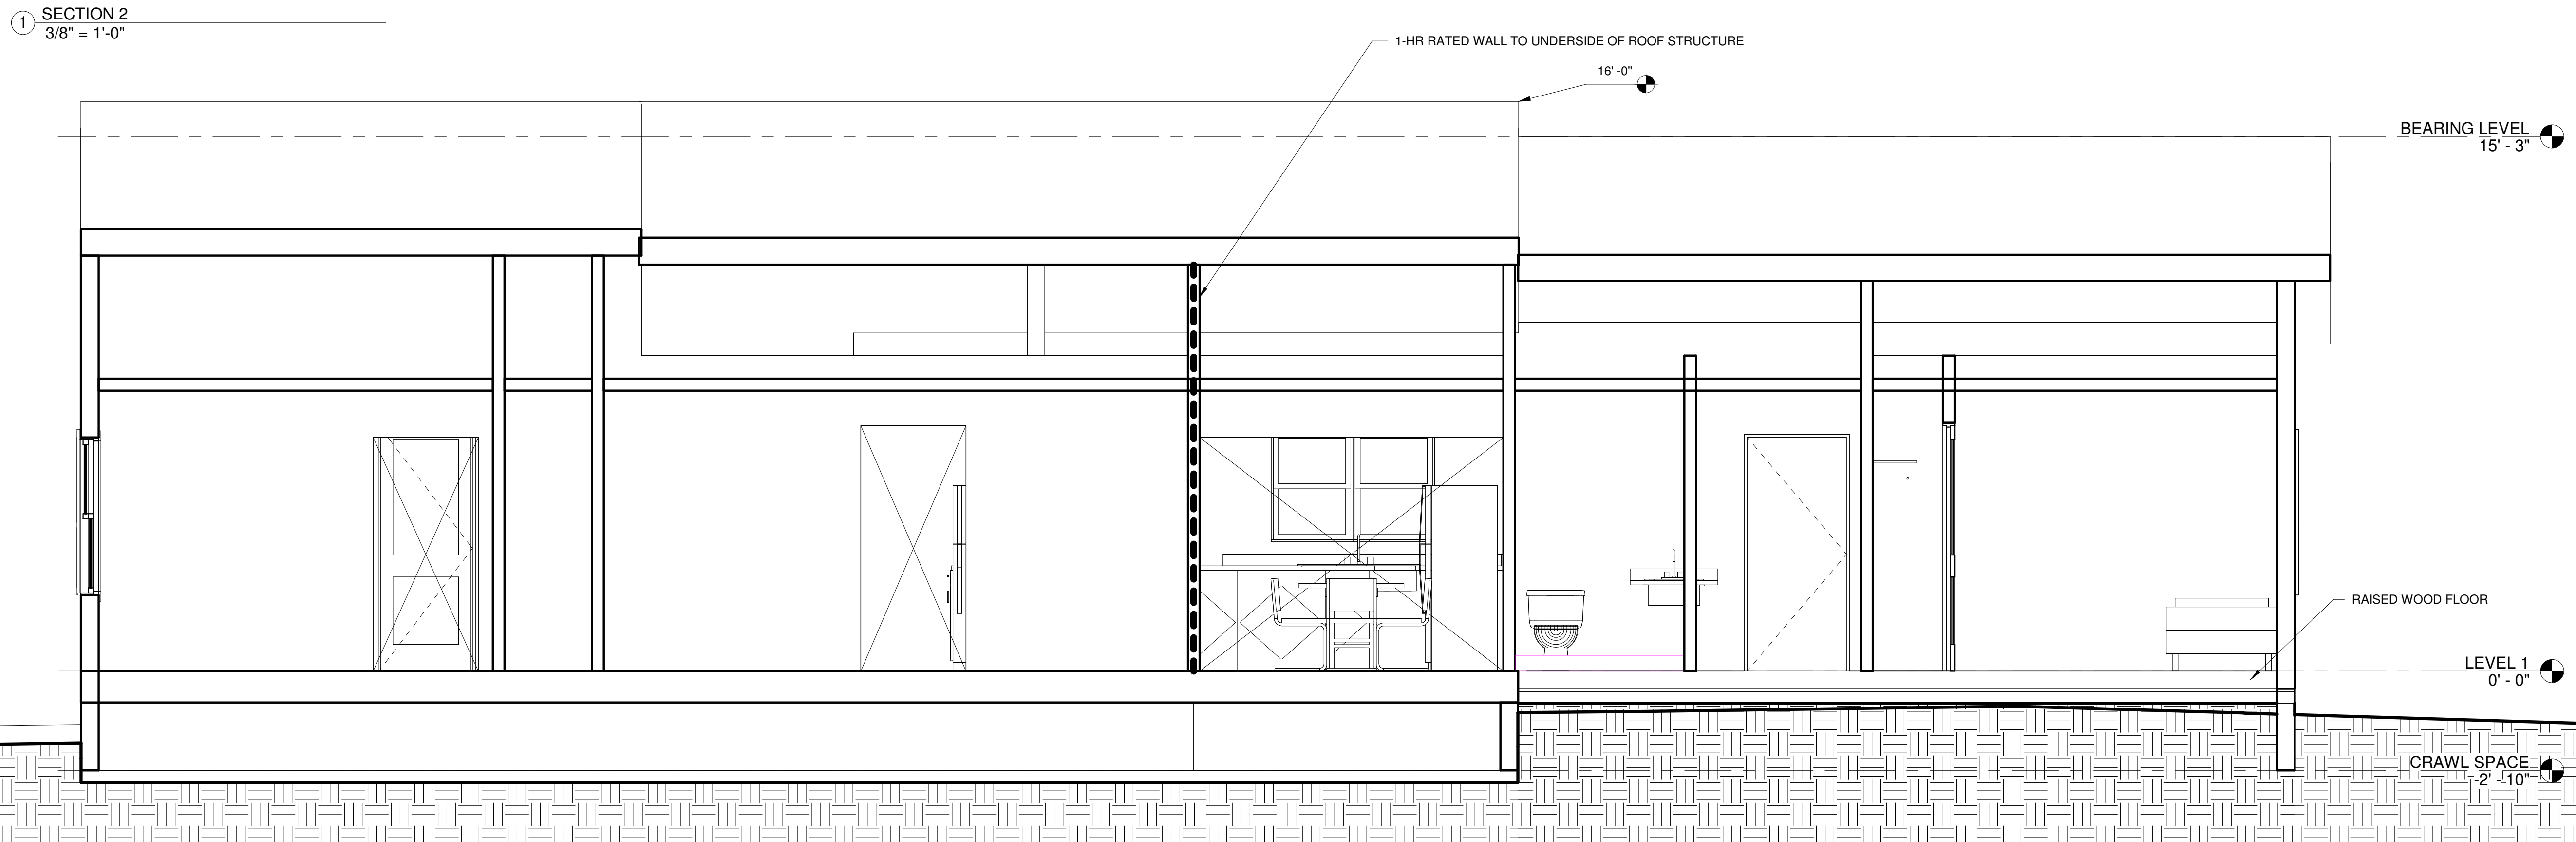 1
SECTION 2
3/8" = 1'-0"
1-HR RATED WALL TO UNDERSIDE OF ROOF STRUCTURE
16' -0"
BEARING LEVEL
15' - 3"
RAISED WOOD FLOOR
LEVEL 1
0' - 0"
CRAWL SPACE
-2' - 10"